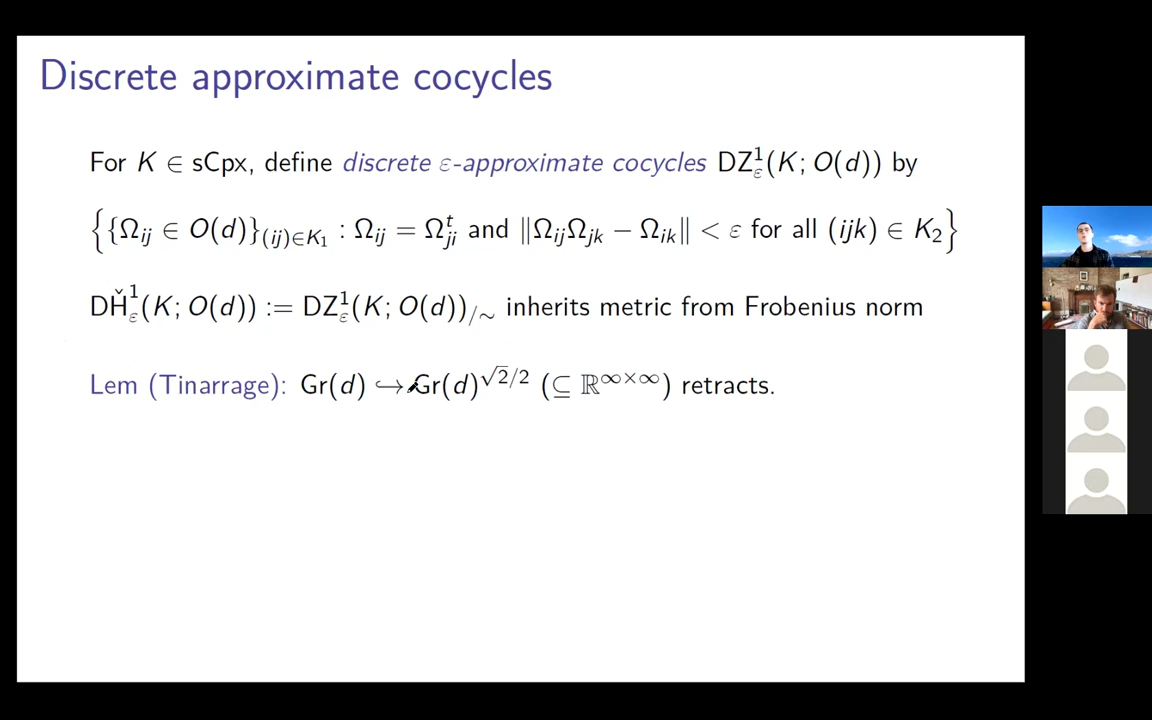 Discrete approximate cocycles
For K ∈ sCpx, define discrete ε-approximate cocycles DZ¹_ε(K; O(d)) by
{{Ω_ij ∈ O(d)}_(ij)∈K₁ : Ω_ij = Ω^t_ji and ‖Ω_ijΩ_jk − Ω_ik‖ < ε for all (ijk) ∈ K₂}
DȞ¹_ε(K; O(d)) := DZ¹_ε(K; O(d))_/∼ inherits metric from Frobenius norm
Lem (Tinarrage): Gr(d) ↪ Gr(d)^√2/2 (⊆ ℝ^∞×∞) retracts.